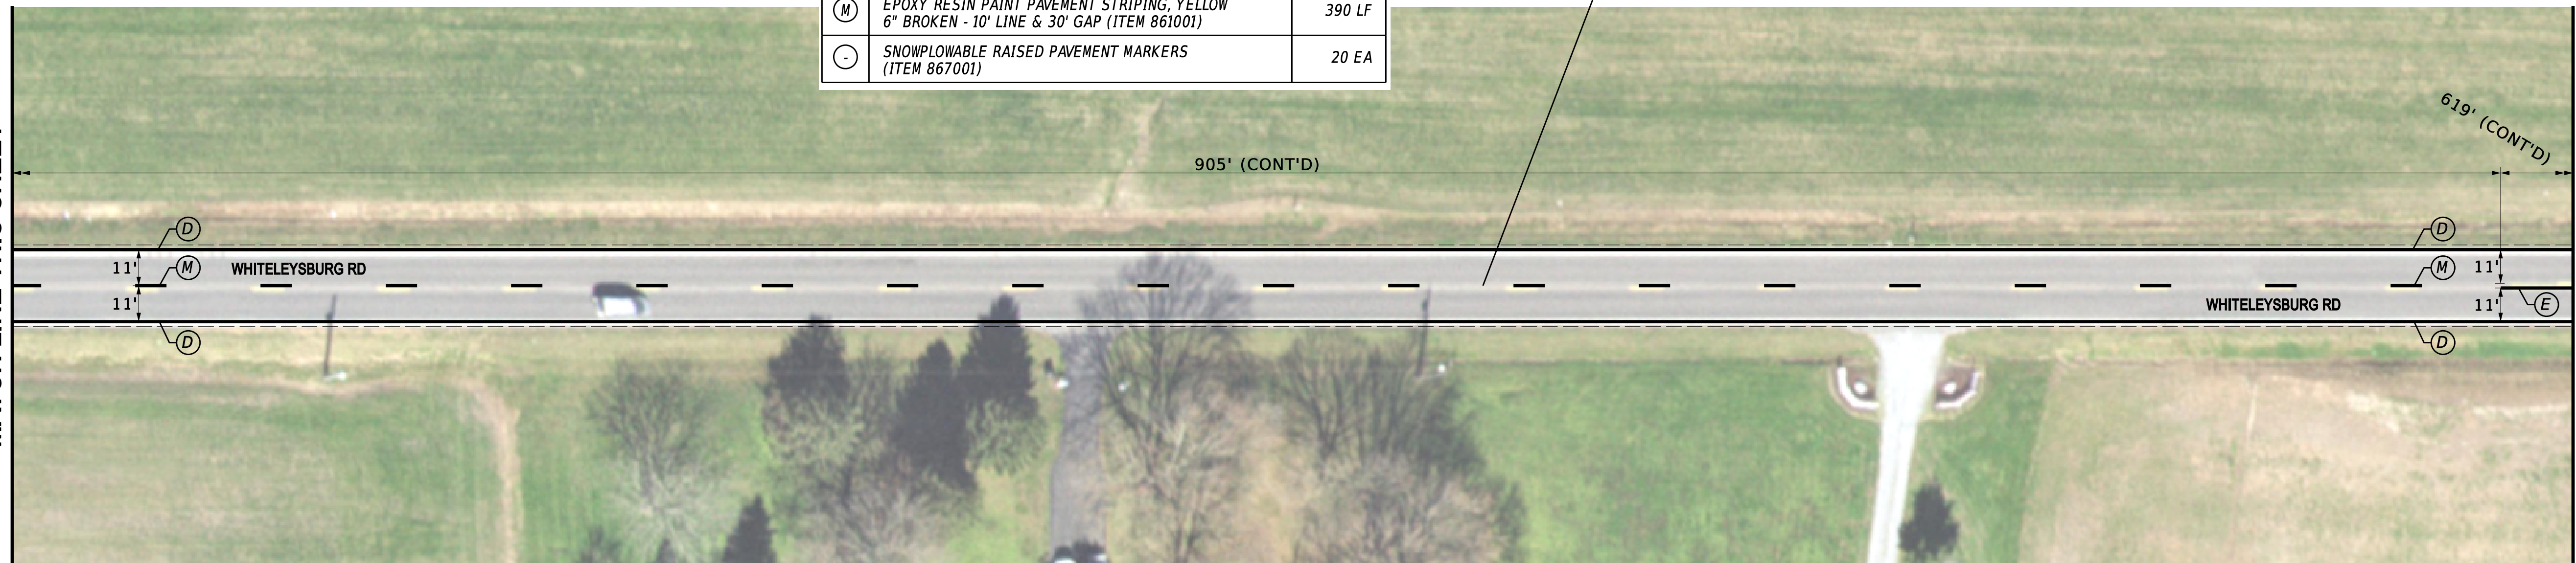 M
EPOXY RESIN PAINT PAVEMENT STRIPING, YELLOW
6" BROKEN - 10' LINE & 30' GAP (ITEM 861001)
390 LF
-
SNOWPLOWABLE RAISED PAVEMENT MARKERS
(ITEM 867001)
20 EA
619' (CONT'D)
905' (CONT'D)
D
D
11'
M
WHITELEYSBURG RD
M
11'
11'
WHITELEYSBURG RD
11'
E
D
D